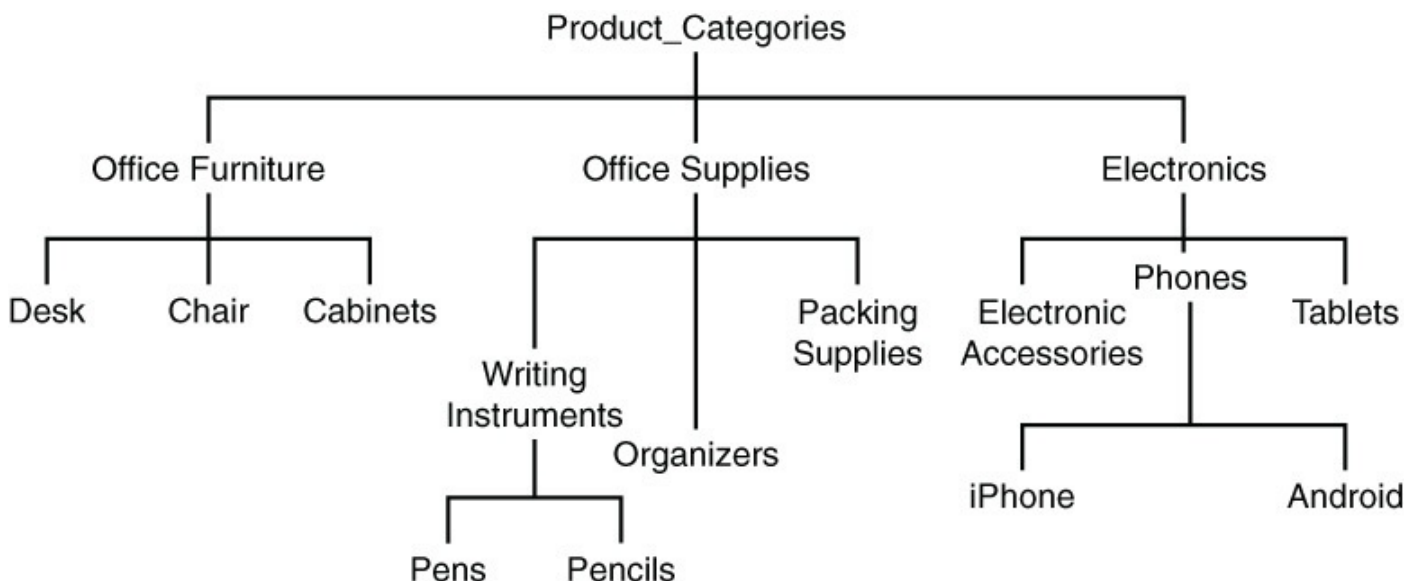 Product_Categories
Office Furniture
Office Supplies
Electronics
Desk
Chair
Cabinets
Writing
Instruments
Organizers
Packing
Supplies
Electronic
Accessories
Phones
Tablets
Pens
Pencils
iPhone
Android